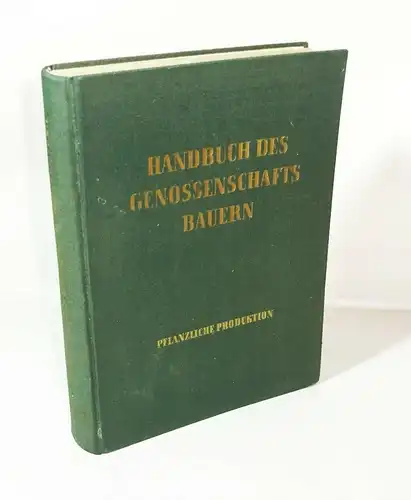 HANDBUCH DES
GENOSSENSCHAFTS
BAUERN
PFLANZLICHE PRODUKTION